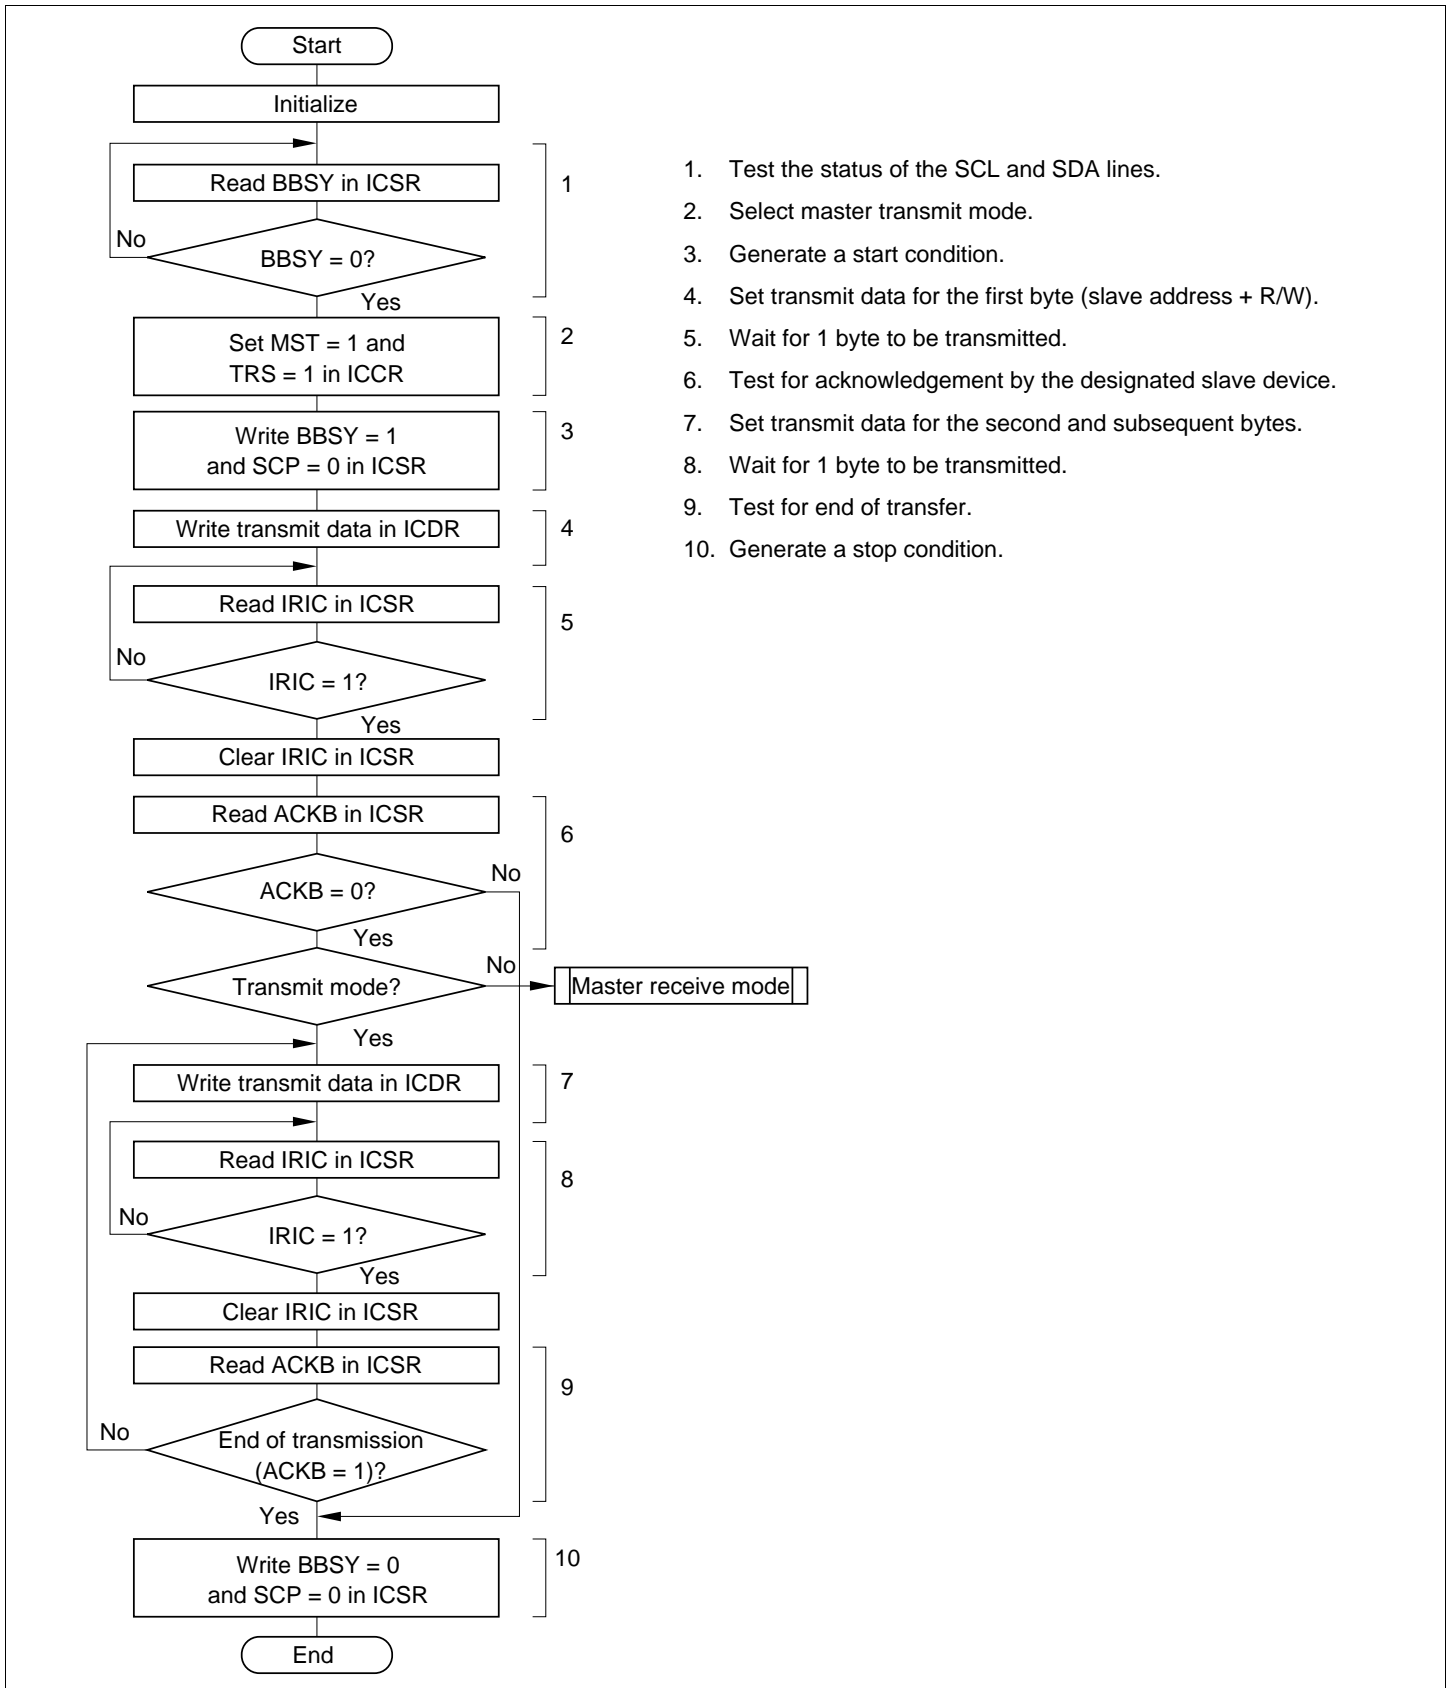 Start
Initialize
Read BBSY in ICSR
1
No
BBSY = 0?
Yes
Set MST = 1 and
TRS = 1 in ICCR
2
Write BBSY = 1
and SCP = 0 in ICSR
3
Write transmit data in ICDR
4
Read IRIC in ICSR
5
No
IRIC = 1?
Yes
Clear IRIC in ICSR
Read ACKB in ICSR
6
ACKB = 0?
No
Yes
Transmit mode?
No
Master receive mode
Yes
Write transmit data in ICDR
7
Read IRIC in ICSR
8
No
IRIC = 1?
Yes
Clear IRIC in ICSR
Read ACKB in ICSR
9
No
End of transmission
(ACKB = 1)?
Yes
Write BBSY = 0
and SCP = 0 in ICSR
10
End
1. Test the status of the SCL and SDA lines.
2. Select master transmit mode.
3. Generate a start condition.
4. Set transmit data for the first byte (slave address + R/W).
5. Wait for 1 byte to be transmitted.
6. Test for acknowledgement by the designated slave device.
7. Set transmit data for the second and subsequent bytes.
8. Wait for 1 byte to be transmitted.
9. Test for end of transfer.
10. Generate a stop condition.